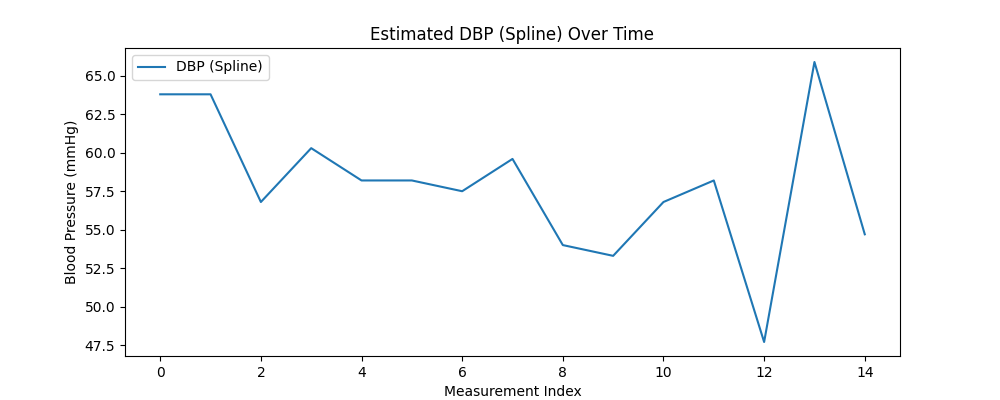 Estimated DBP (Spline) Over Time
DBP (Spline)
Blood Pressure (mmHg)
65.0
62.5
60.0
57.5
55.0
52.5
50.0
47.5
0 2 4 6 8 10 12 14
Measurement Index